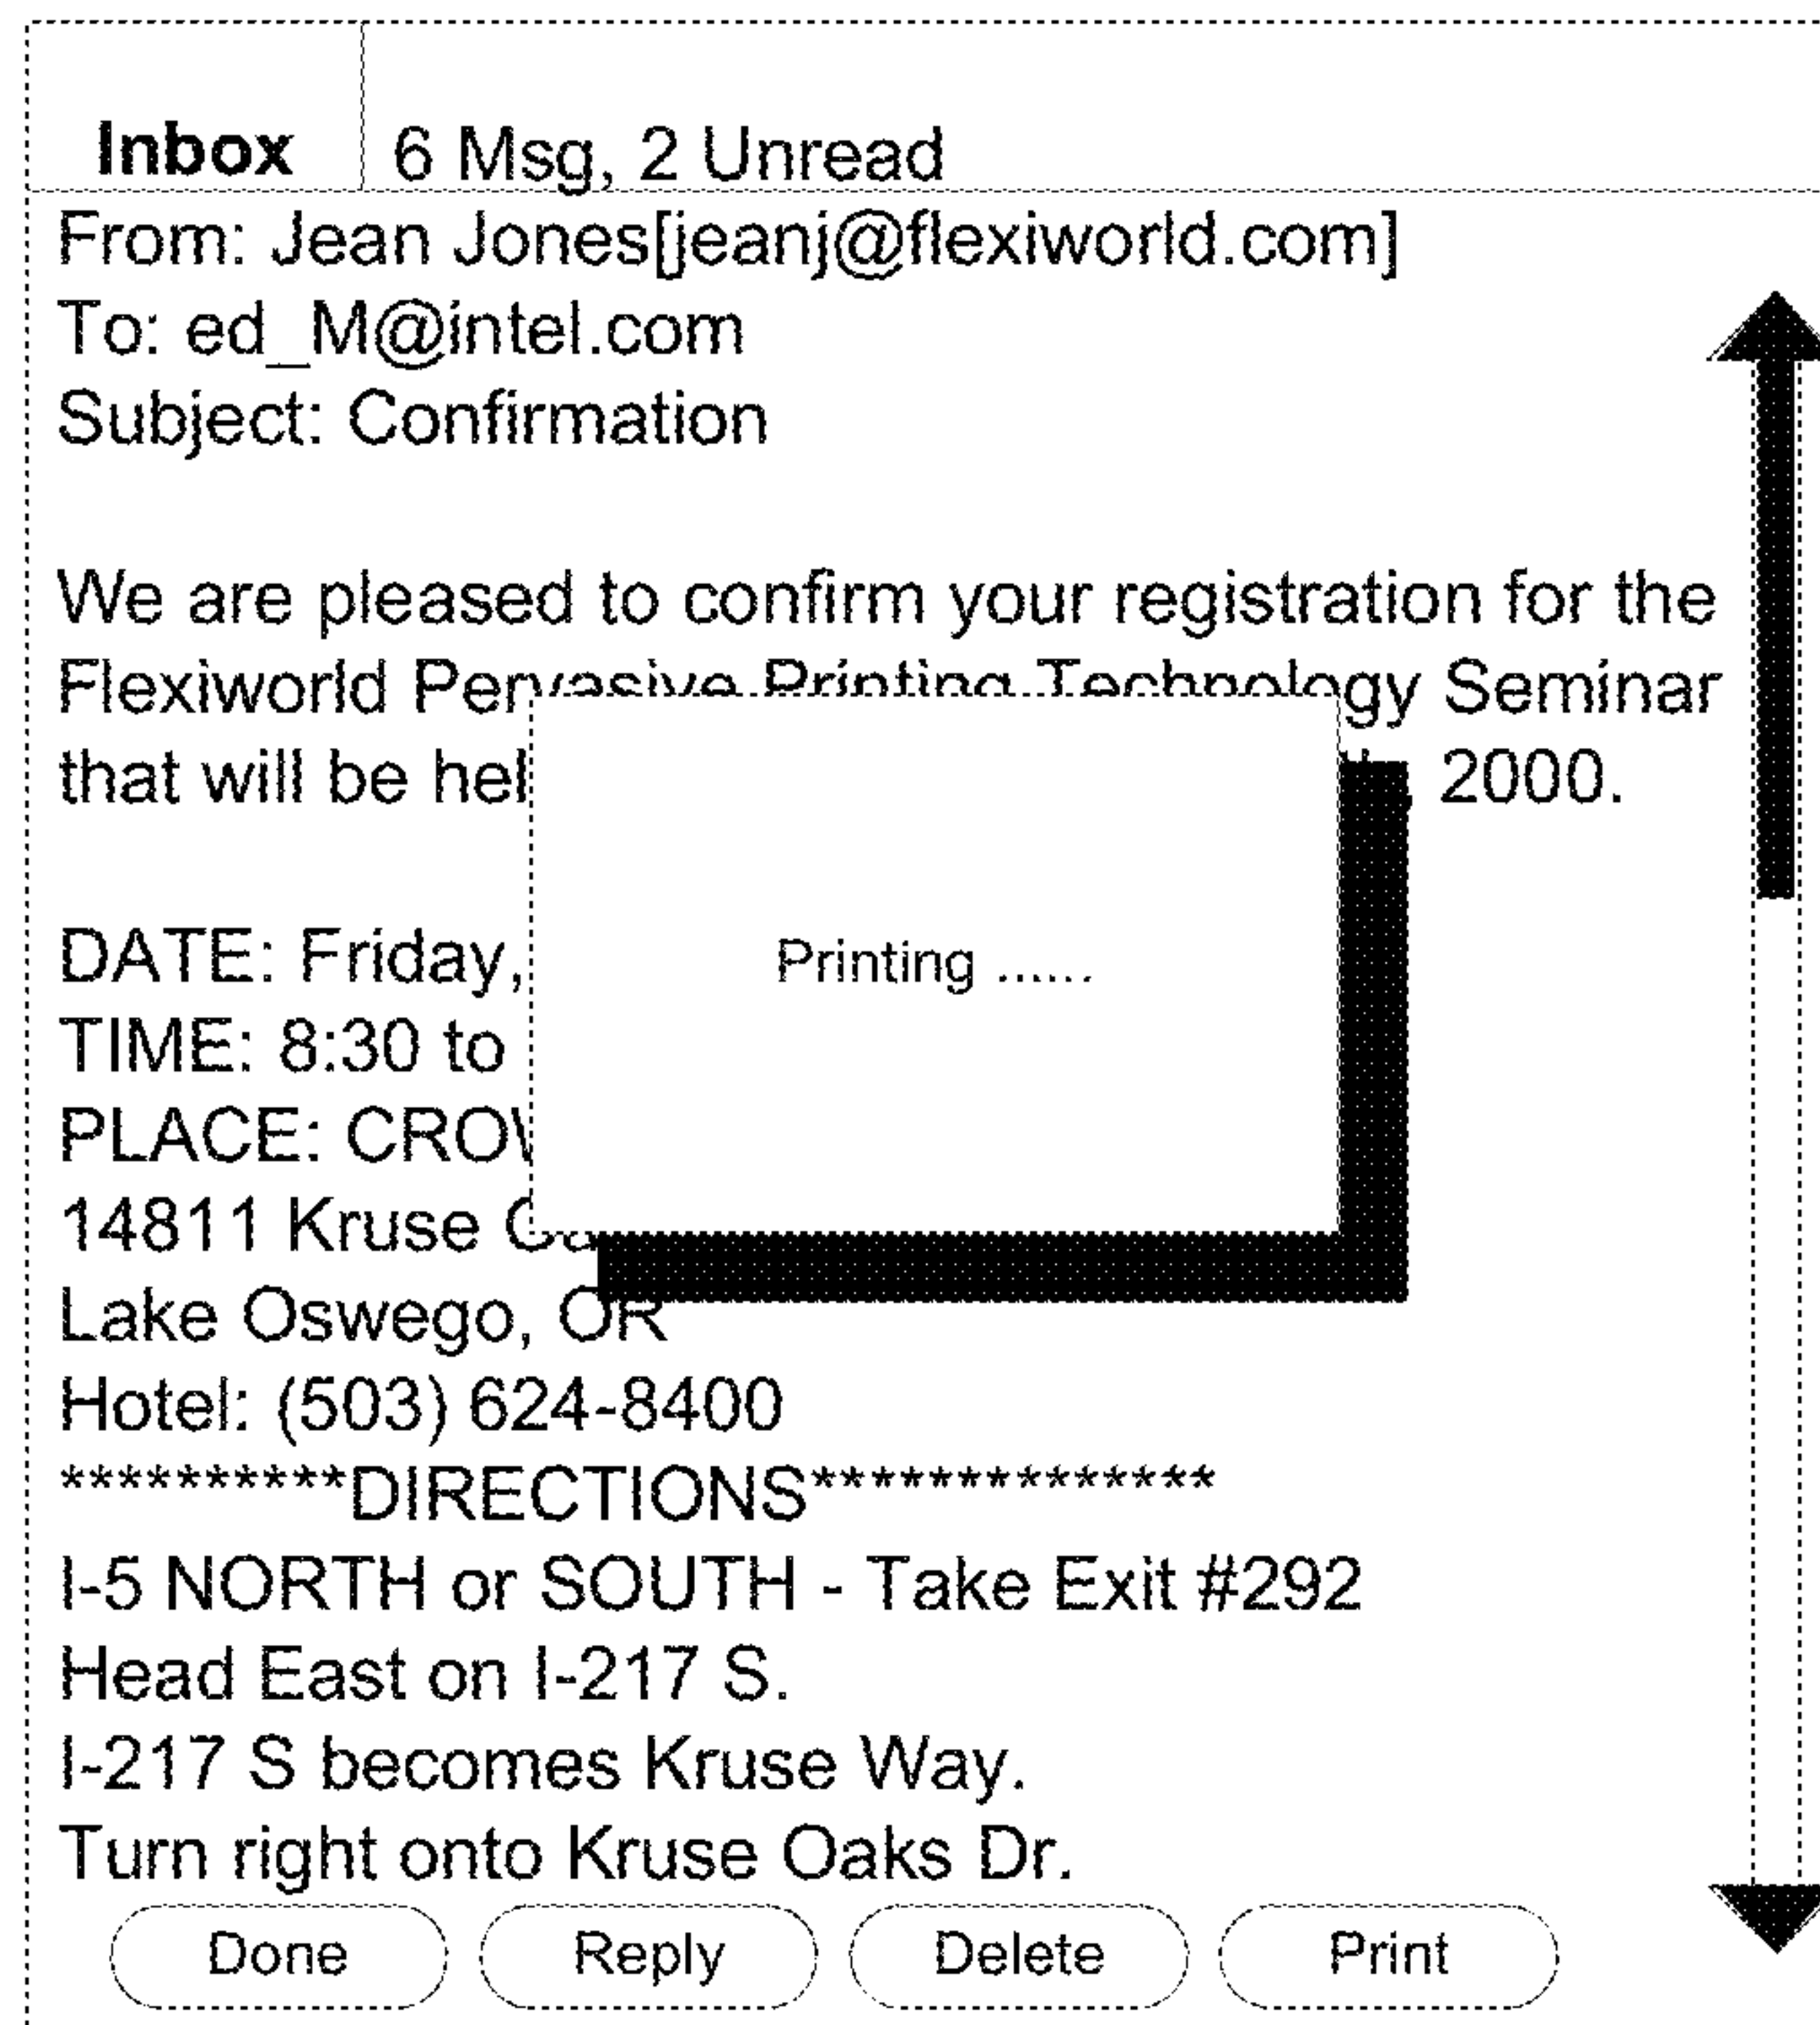 Inbox 6 Msg, 2 Unread
From: Jean Jones[jeanj@flexiworld.com]
To: ed_M@intel.com
Subject: Confirmation
We are pleased to confirm your registration for the
Flexiworld Pervasive Printing Technology Seminar
that will be 2000.
DATE: Friday,
Printing ......
TIME: 8:30 to
PLACE:
14811 Kruse
Lake Oswego, OR
Hotel: (503) 624-8400
**********DIRECTIONS**************
I-5 NORTH or SOUTH - Take Exit #292
Head East on I-217 S.
I-217 S becomes Kruse Way.
Turn right onto Kruse Oaks Dr.
Done Reply Delete Print